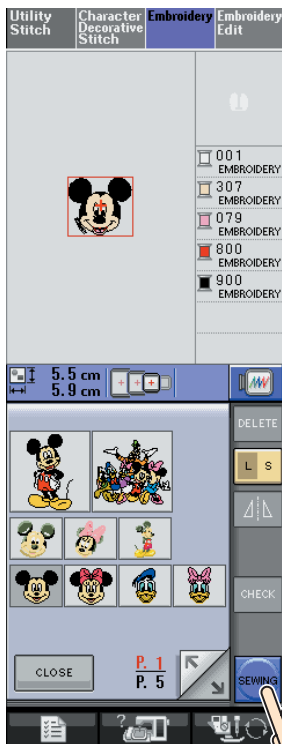 Utility
Stitch
Character
Decorative
Stitch
Embroidery
Embroidery
Edit
001
EMBROIDERY
307
EMBROIDERY
079
EMBROIDERY
800
EMBROIDERY
900
EMBROIDERY
5.5 cm
5.9 cm
DELETE
L S
CHECK
CLOSE
P. 1
P. 5
SEWING
?